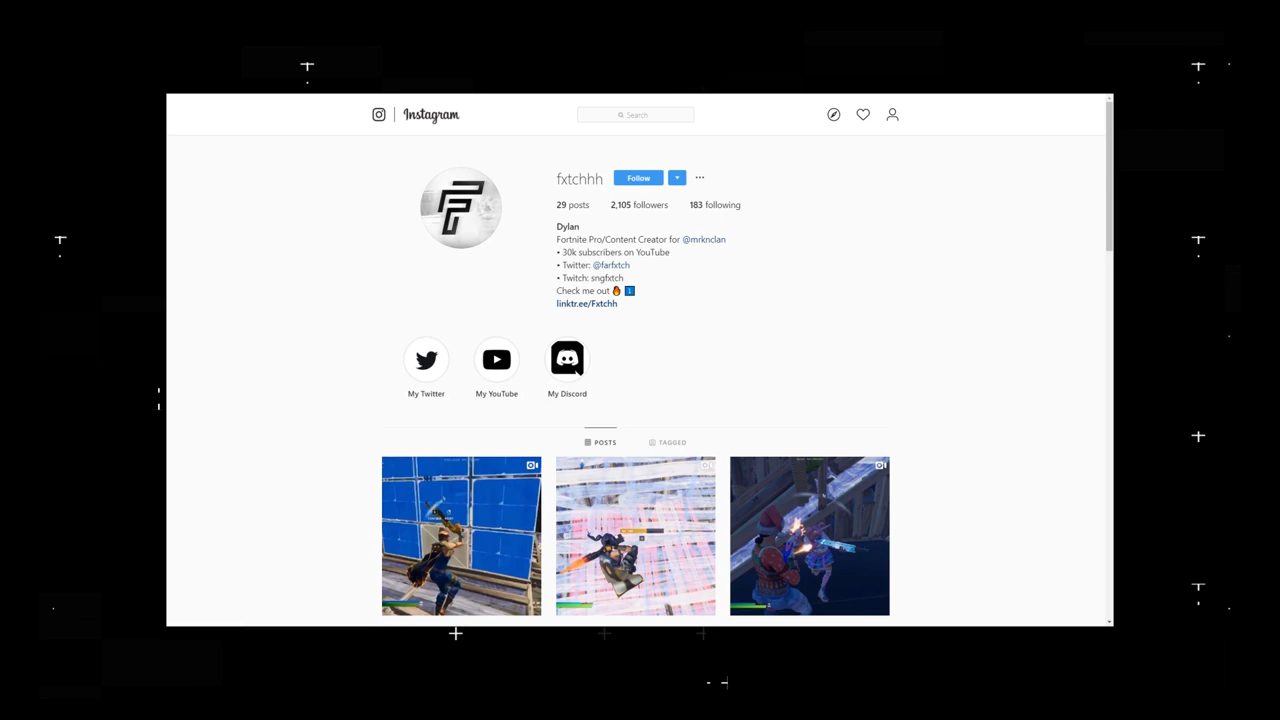 Instagram
Search
fxtchhh Follow
29 posts 2,105 followers 183 following
Dylan
Fortnite Pro/Content Creator for @mrknclan
• 30k subscribers on YouTube
• Twitter: @farfxtch
• Twitch: sngfxtch
Check me out 🔥
linktr.ee/Fxtchh
My Twitter My YouTube My Discord
POSTS TAGGED